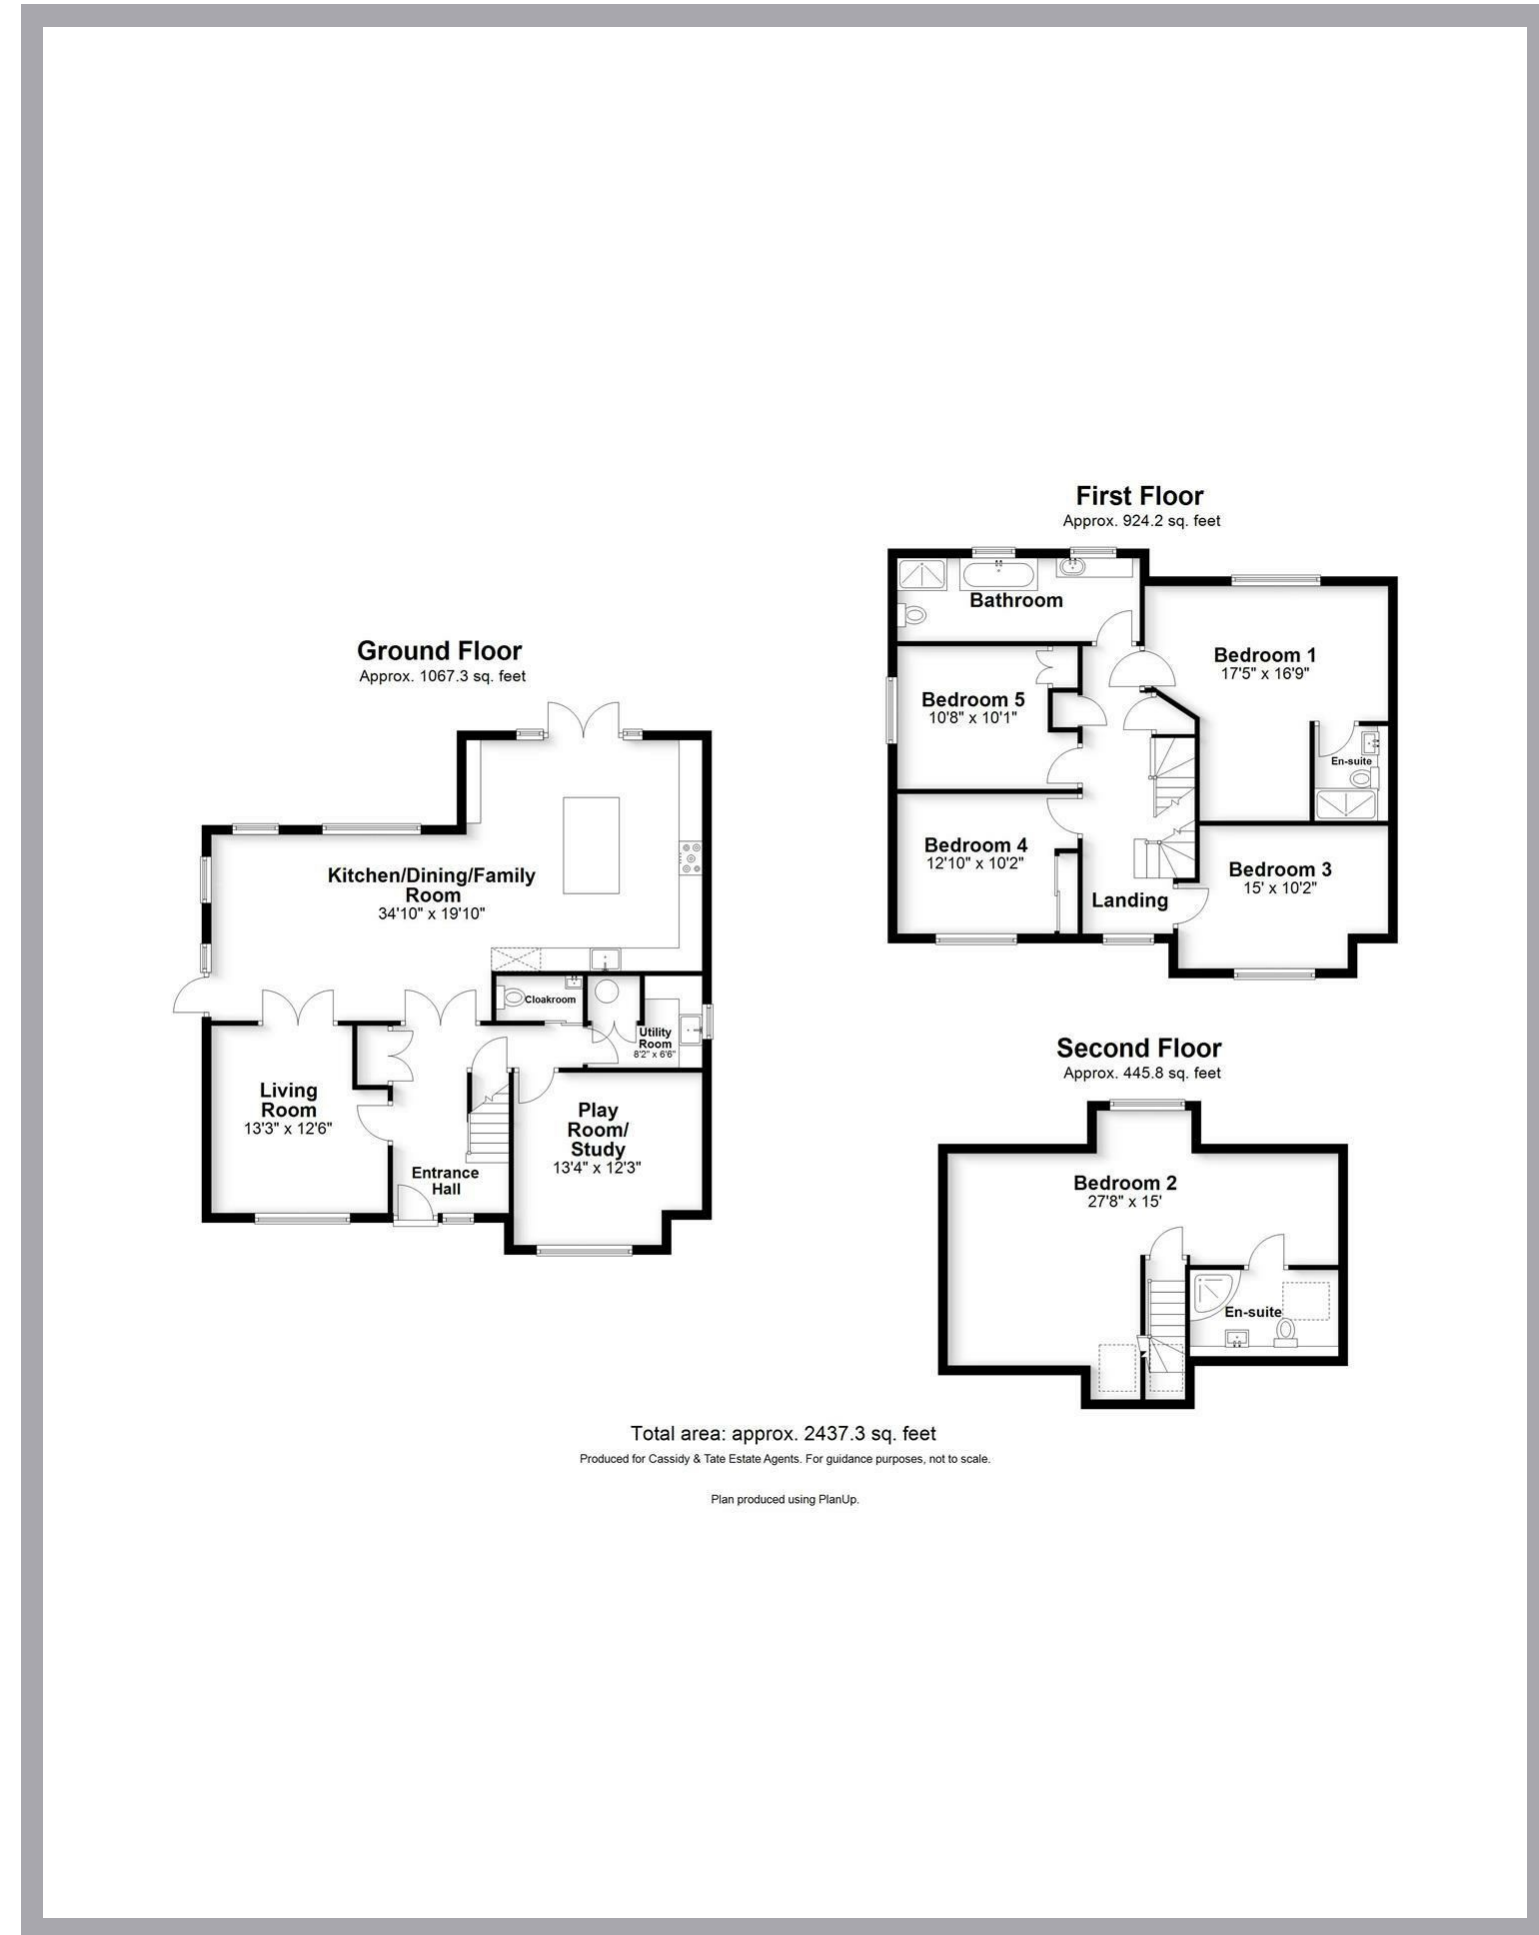 First Floor
Approx. 924.2 sq. feet
Bathroom
Bedroom 1
17'5" x 16'9"
Bedroom 5
10'8" x 10'1"
En-suite
Bedroom 4
12'10" x 10'2"
Bedroom 3
15' x 10'2"
Landing
Ground Floor
Approx. 1067.3 sq. feet
Kitchen/Dining/Family
Room
34'10" x 19'10"
Cloakroom
Utility
Room
8'2" x 6'6"
Living
Room
13'3" x 12'6"
Play
Room/
Study
13'4" x 12'3"
Entrance
Hall
Second Floor
Approx. 445.8 sq. feet
Bedroom 2
27'8" x 15'
En-suite
Total area: approx. 2437.3 sq. feet
Produced for Cassidy & Tate Estate Agents. For guidance purposes, not to scale.
Plan produced using PlanUp.